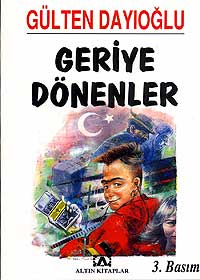 GÜLTEN DAYIOĞLU
GERİYE
DÖNENLER
ALTIN KİTAPLAR
3. Basım